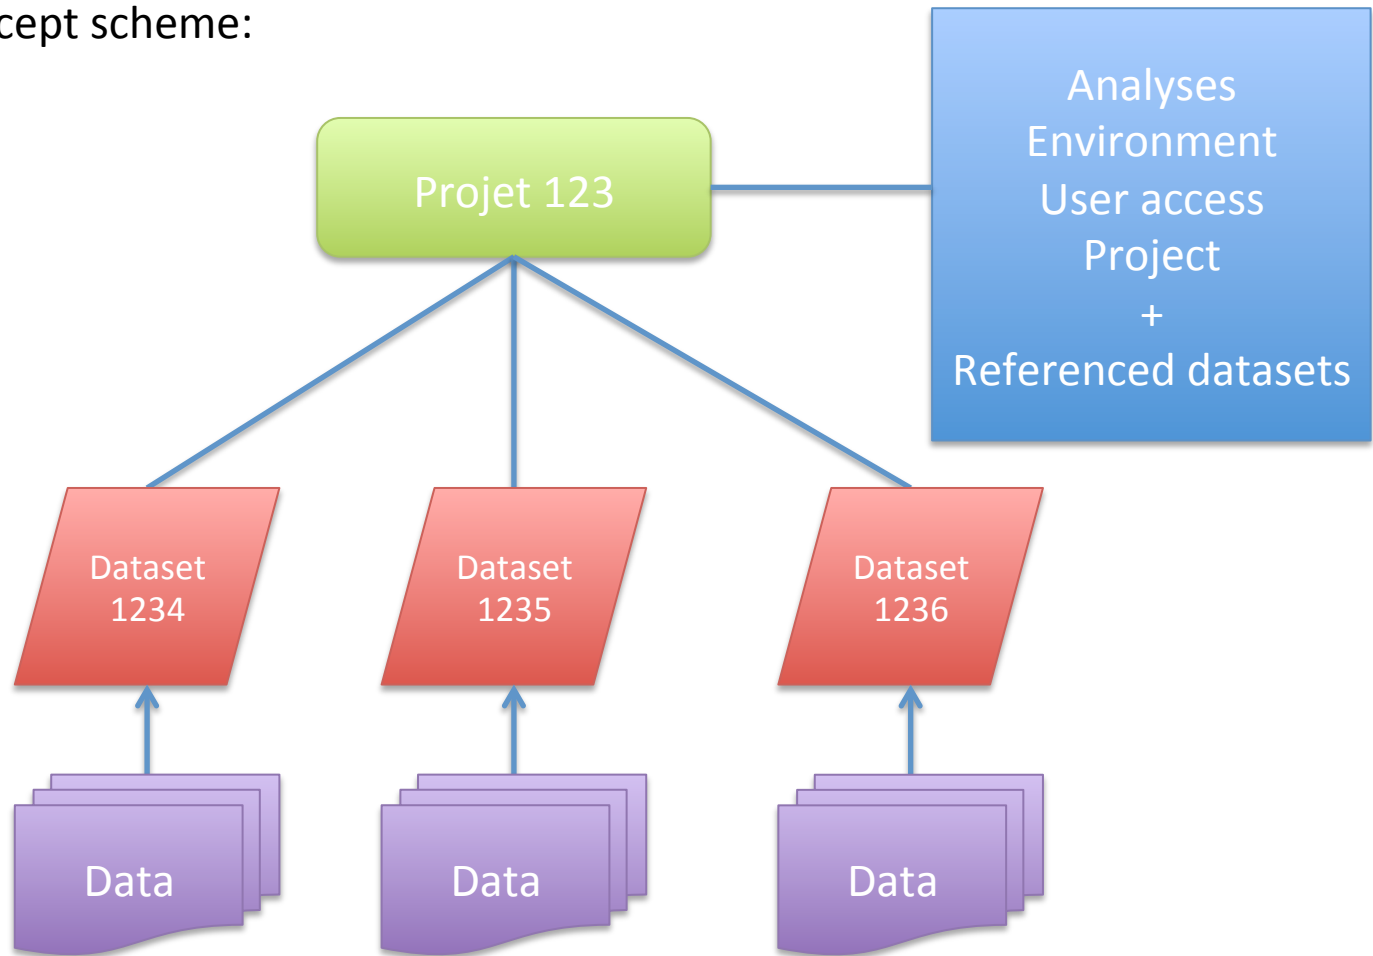 cept scheme:
Analyses
Environment
User access
Project
+
Referenced datasets
Projet 123
Dataset
1234
Dataset
1235
Dataset
1236
Data
Data
Data